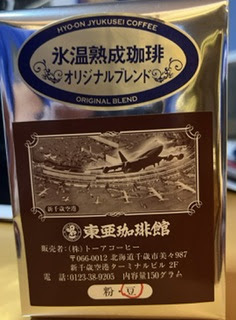 HYO-ON JYUKUSEI COFFEE
氷温熟成珈琲
オリジナルブレンド
ORIGINAL BLEND
新千歳空港
東亜珈琲館
販売者:(株)トーアコーヒー
〒066-0012 北海道千歳市美々987
新千歳空港ターミナルビル 2F
電話:0123-38-9205 内容量150グラム
粉 豆